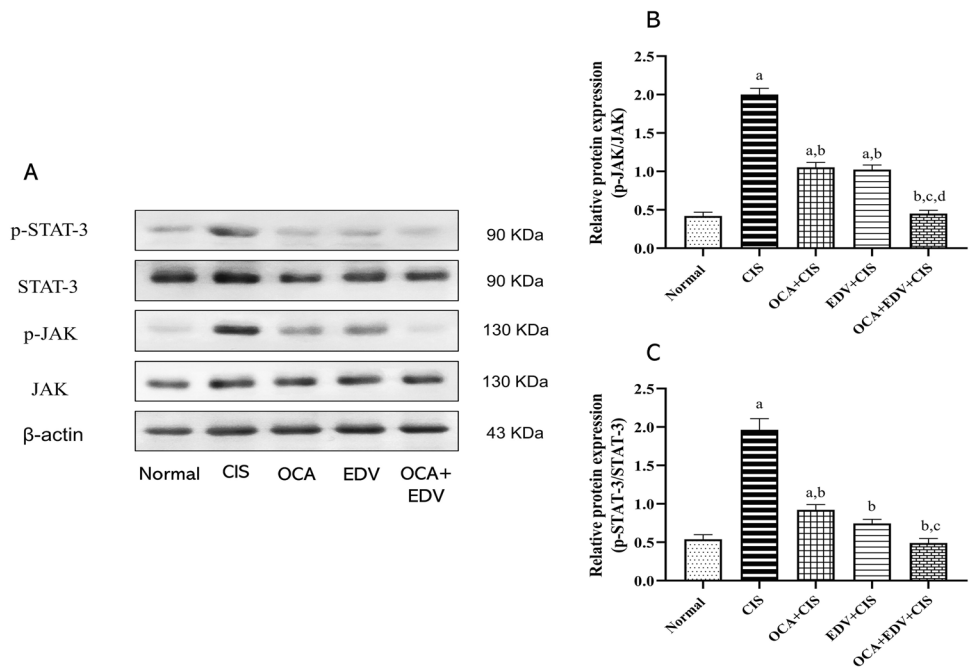 A
p-STAT-3
90 KDa
STAT-3
90 KDa
p-JAK
130 KDa
JAK
130 KDa
β-actin
43 KDa
Normal
CIS
OCA
EDV
OCA+
EDV
B
Relative protein expression
(p-JAK/JAK)
2.5
2.0
1.5
1.0
0.5
0.0
a
a,b
a,b
b,c,d
Normal
CIS
OCA+CIS
EDV+CIS
OCA+EDV+CIS
C
Relative protein expression
(p-STAT-3/STAT-3)
2.5
2.0
1.5
1.0
0.5
0.0
a
a,b
b
b,c
Normal
CIS
OCA+CIS
EDV+CIS
OCA+EDV+CIS